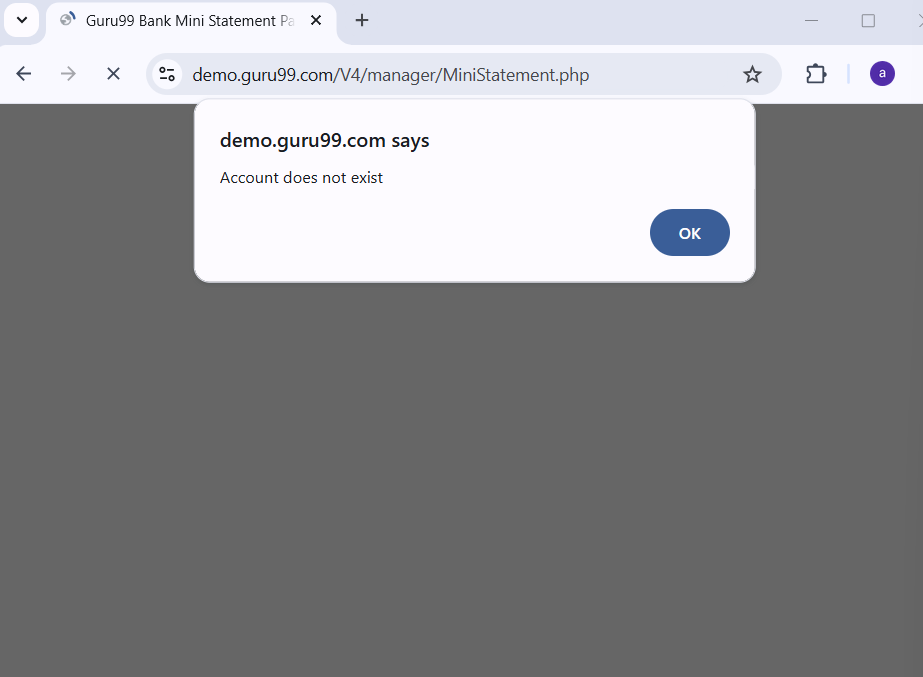 Guru99 Bank Mini Statement Pa
demo.guru99.com/V4/manager/MiniStatement.php
a
demo.guru99.com says
Account does not exist
OK